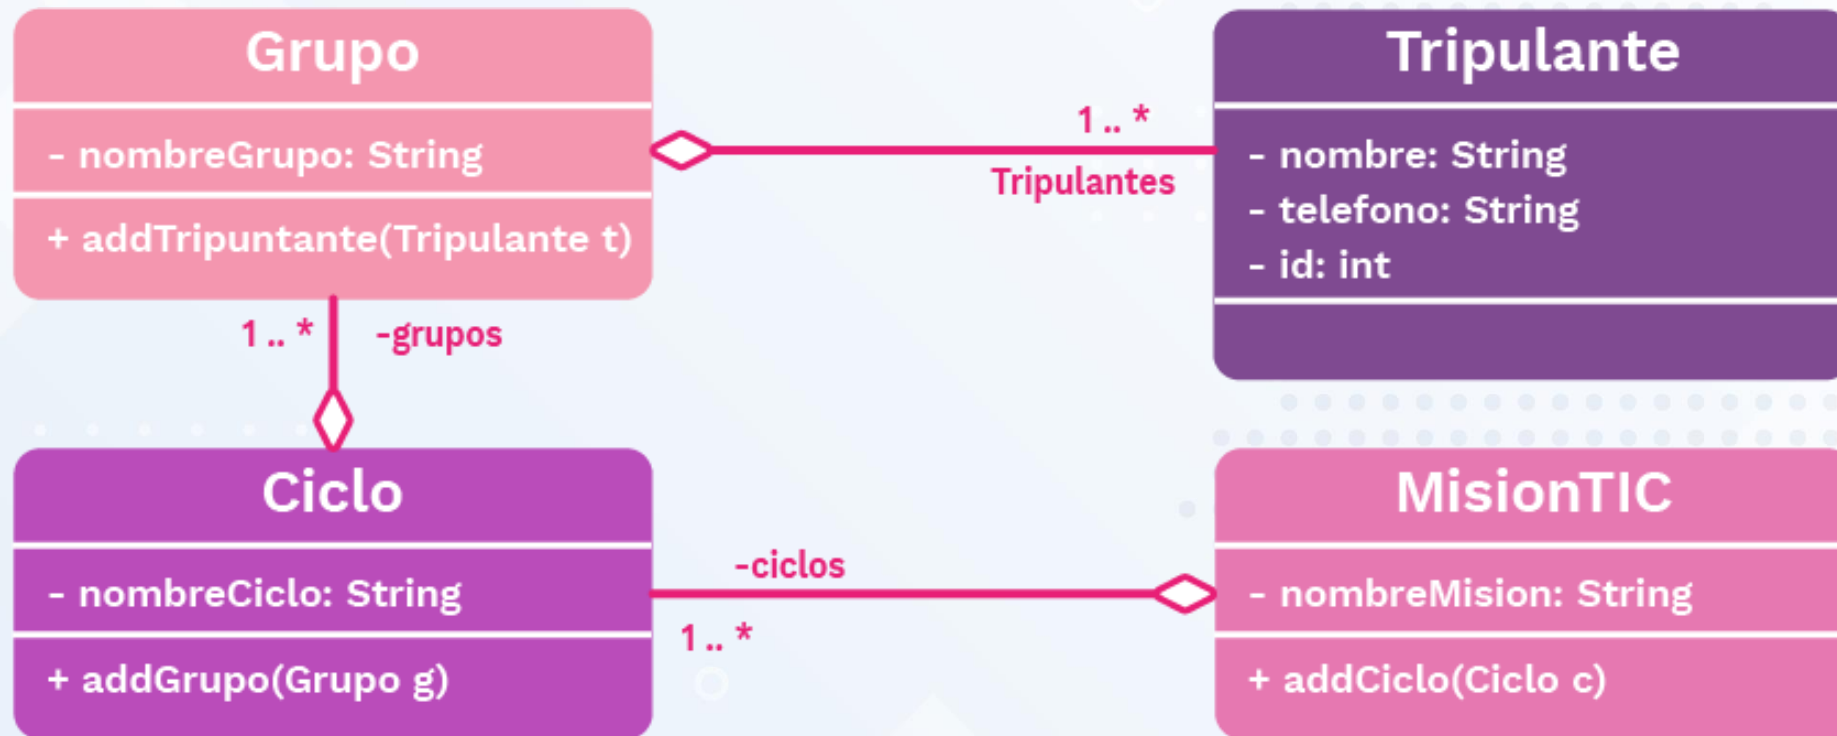 Grupo
- nombreGrupo: String
+ addTripuntante(Tripulante t)
1 .. *
Tripulantes
Tripulante
- nombre: String
- telefono: String
- id: int
1 .. *
-grupos
Ciclo
- nombreCiclo: String
+ addGrupo(Grupo g)
-ciclos
1 .. *
MisionTIC
- nombreMision: String
+ addCiclo(Ciclo c)